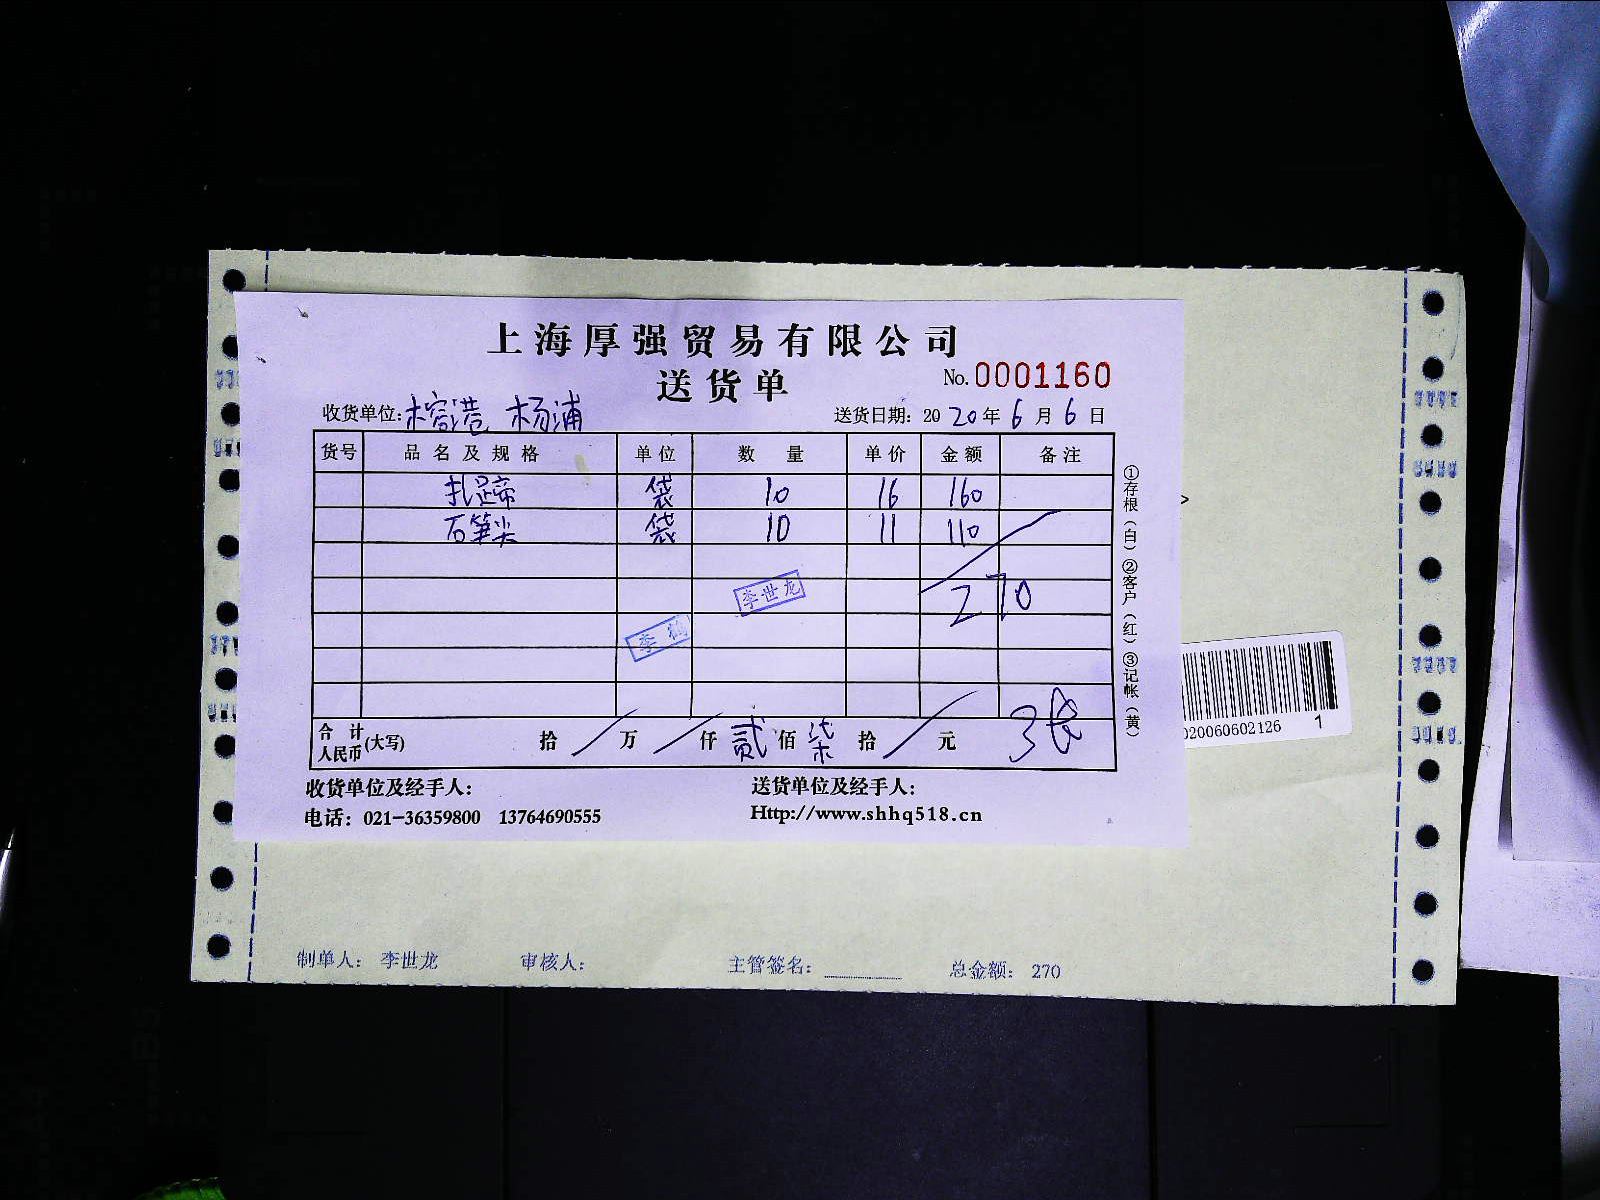 上海厚强贸易有限公司
送货单
No. 0001160
收货单位: 榕港 杨浦
送货日期: 2020年6月6日
货号 品名及规格 单位 数量 单价 金额 备注
扎蹄 袋 10 16 160
石笋尖 袋 10 11 110
270
李世龙
李
合计人民币(大写) 拾 万 仟 贰 佰 柒 拾 元
3
收货单位及经手人:
送货单位及经手人:
电话: 021-36359800 13764690555
Http://www.shhq518.cn
①存根(白)②客户(红)③记帐(黄)
>
020060602126 1
制单人: 李世龙 审核人: 主管签名: ________ 总金额: 270